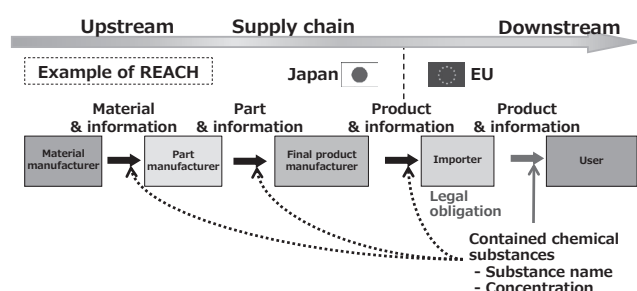 Upstream
Supply chain
Downstream
Example of REACH
Japan
EU
Material
& information
Part
& information
Product
& information
Product
& information
Material
manufacturer
Part
manufacturer
Final product
manufacturer
Importer
User
Legal
obligation
Contained chemical
substances
- Substance name
- Concentration